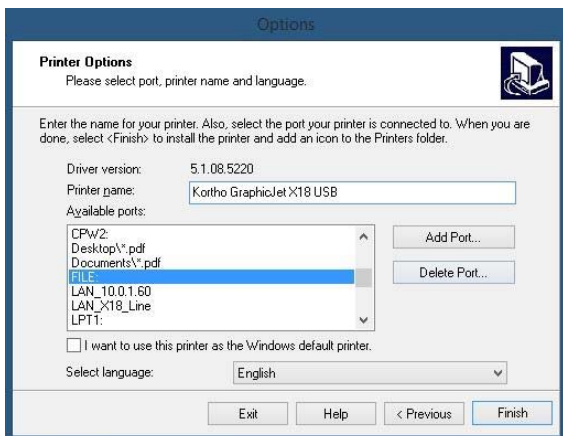 Options
Printer Options
Please select port, printer name and language.
Enter the name for your printer. Also, select the port your printer is connected to. When you are
done, select <Finish> to install the printer and add an icon to the Printers folder.
Driver version: 5.1.08.5220
Printer name: Kortho GraphicJet X18 USB
Available ports:
CPW2:
Desktop\*.pdf
Documents\*.pdf
FILE:
LAN_10.0.1.60
LAN_X18_Line
LPT1:
Add Port...
Delete Port...
I want to use this printer as the Windows default printer.
Select language: English
Exit Help < Previous Finish